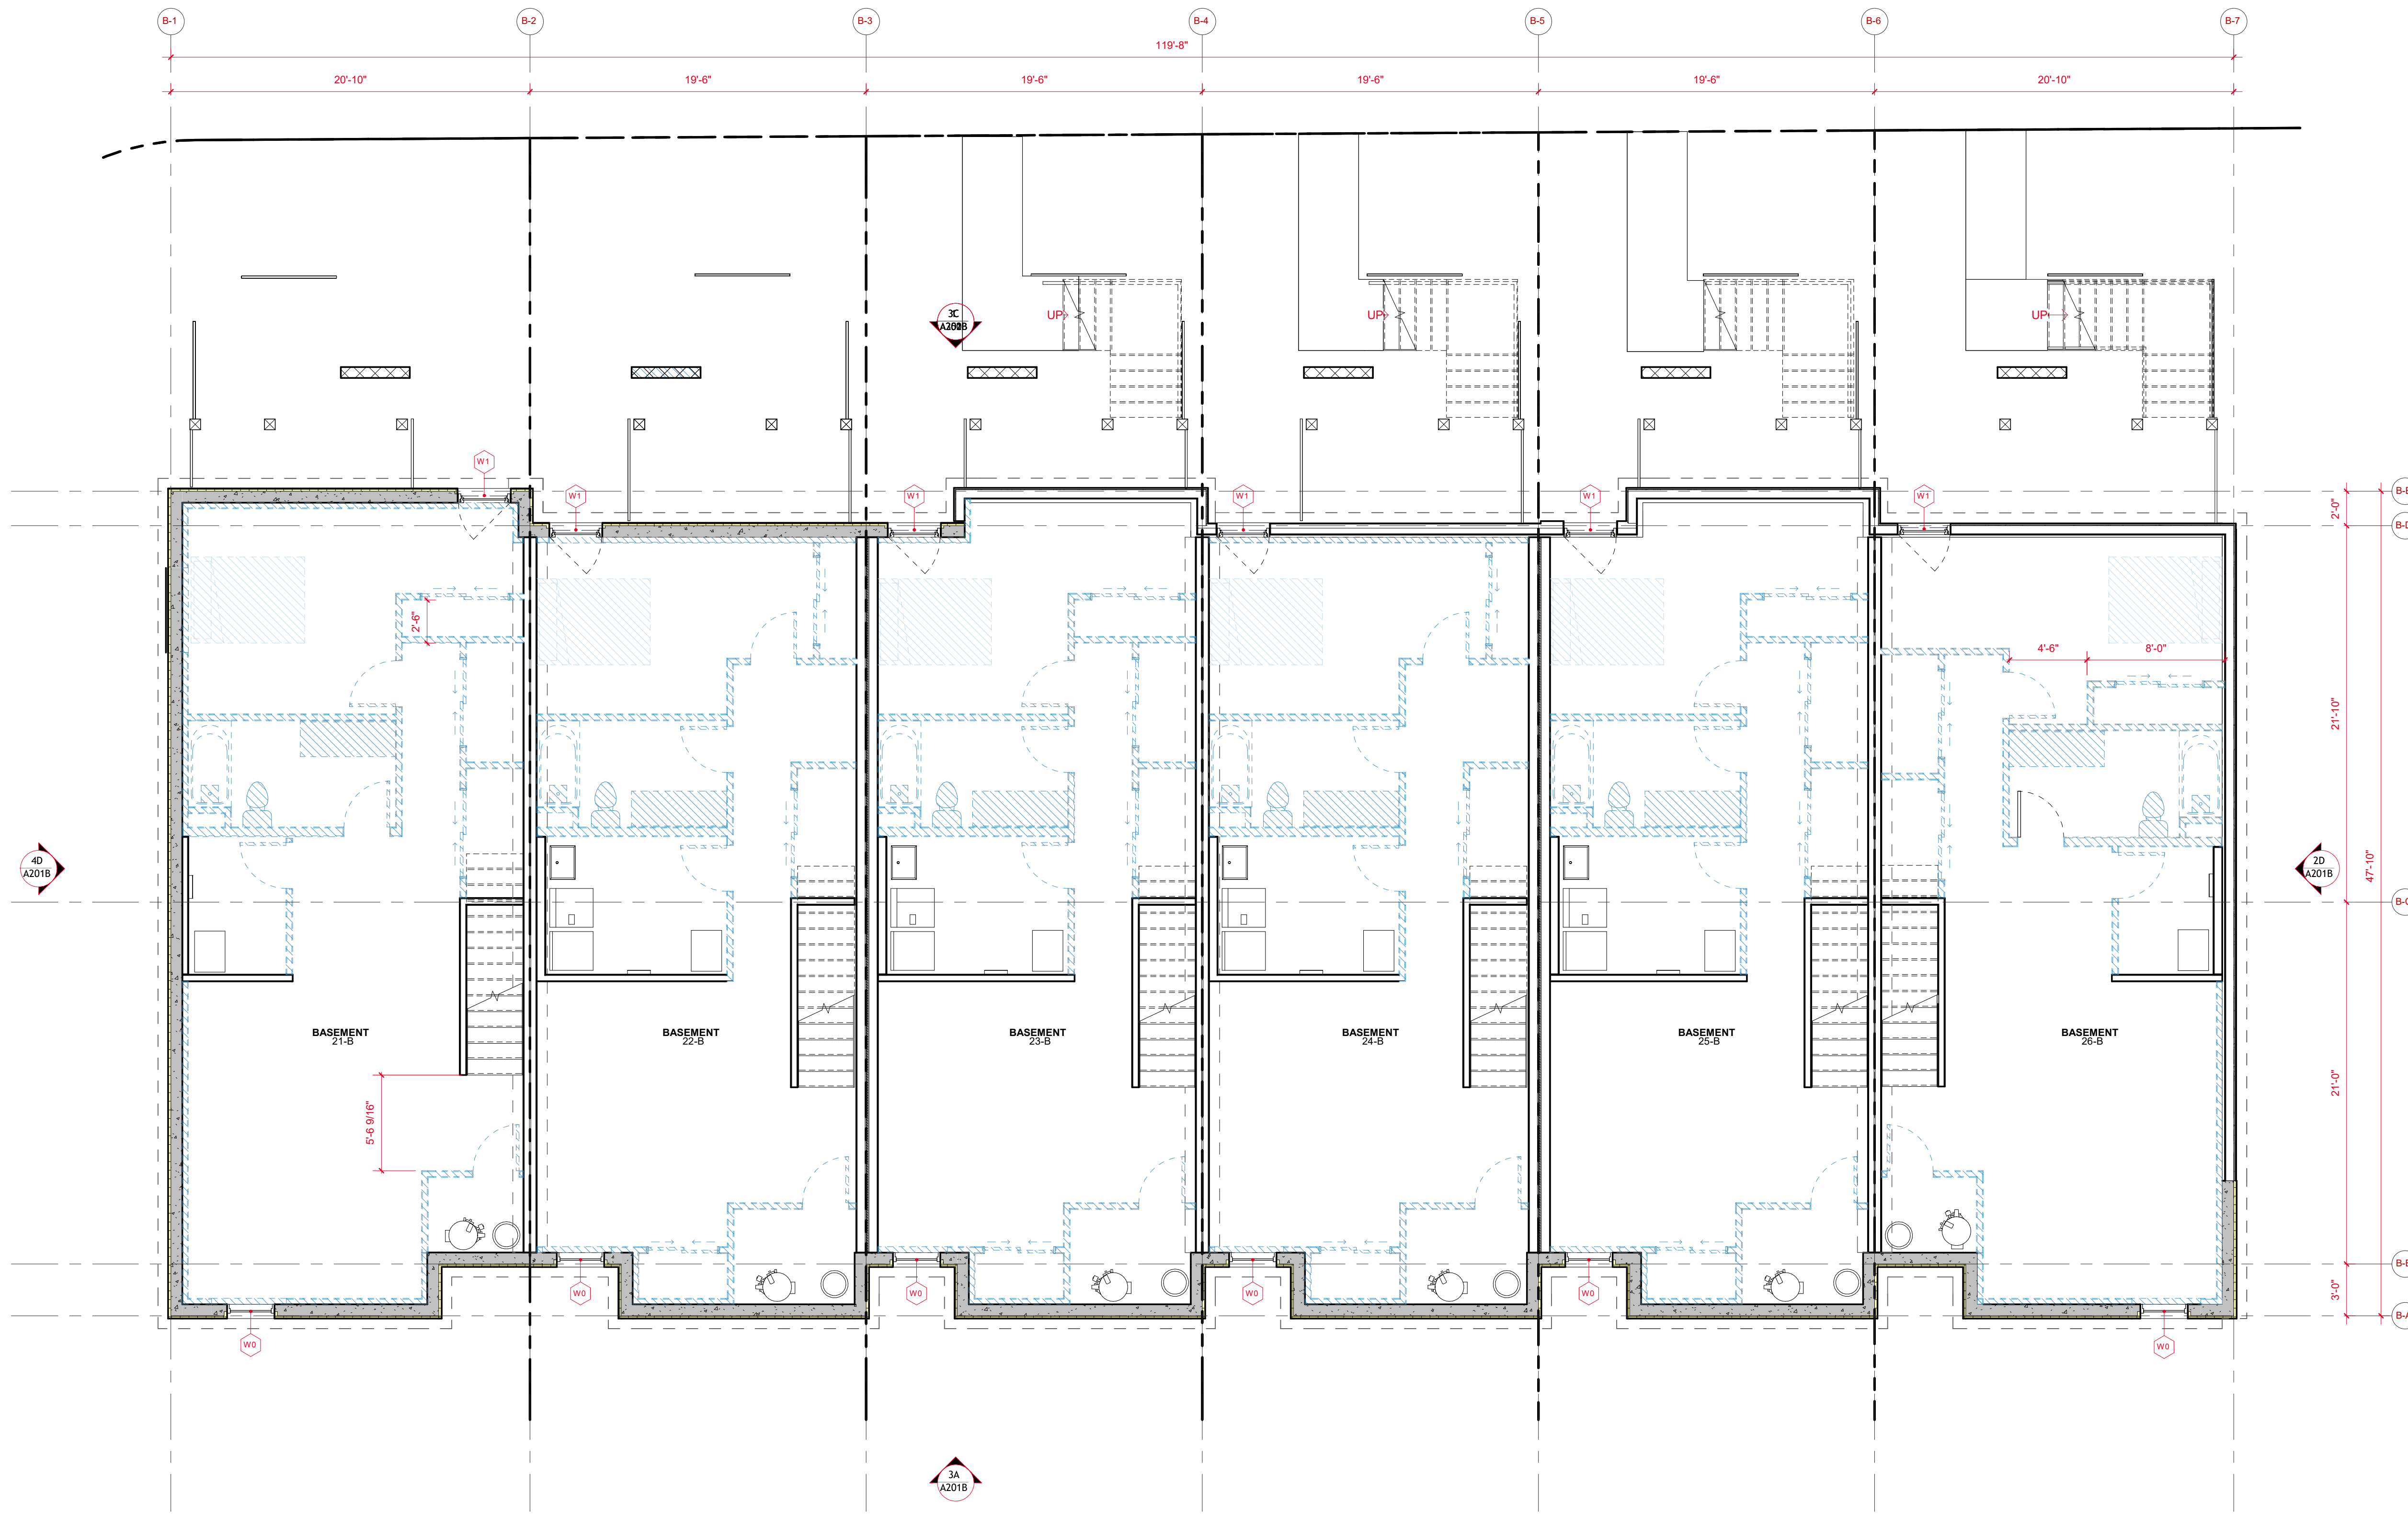 B-1
B-2
B-3
B-4
B-5
B-6
B-7
119'-8"
20'-10"
19'-6"
19'-6"
19'-6"
19'-6"
20'-10"
3C
UP
UP
UP
W1
W1
W1
W1
W1
W1
2'-0"
2'-6"
4'-6"
8'-0"
21'-10"
4D
A201B
2D
A201B
47'-10"
BASEMENT
21-B
BASEMENT
22-B
BASEMENT
23-B
BASEMENT
24-B
BASEMENT
25-B
BASEMENT
26-B
21'-0"
5'-6 9/16"
3'-0"
W0
W0
W0
W0
W0
W0
3A
A201B